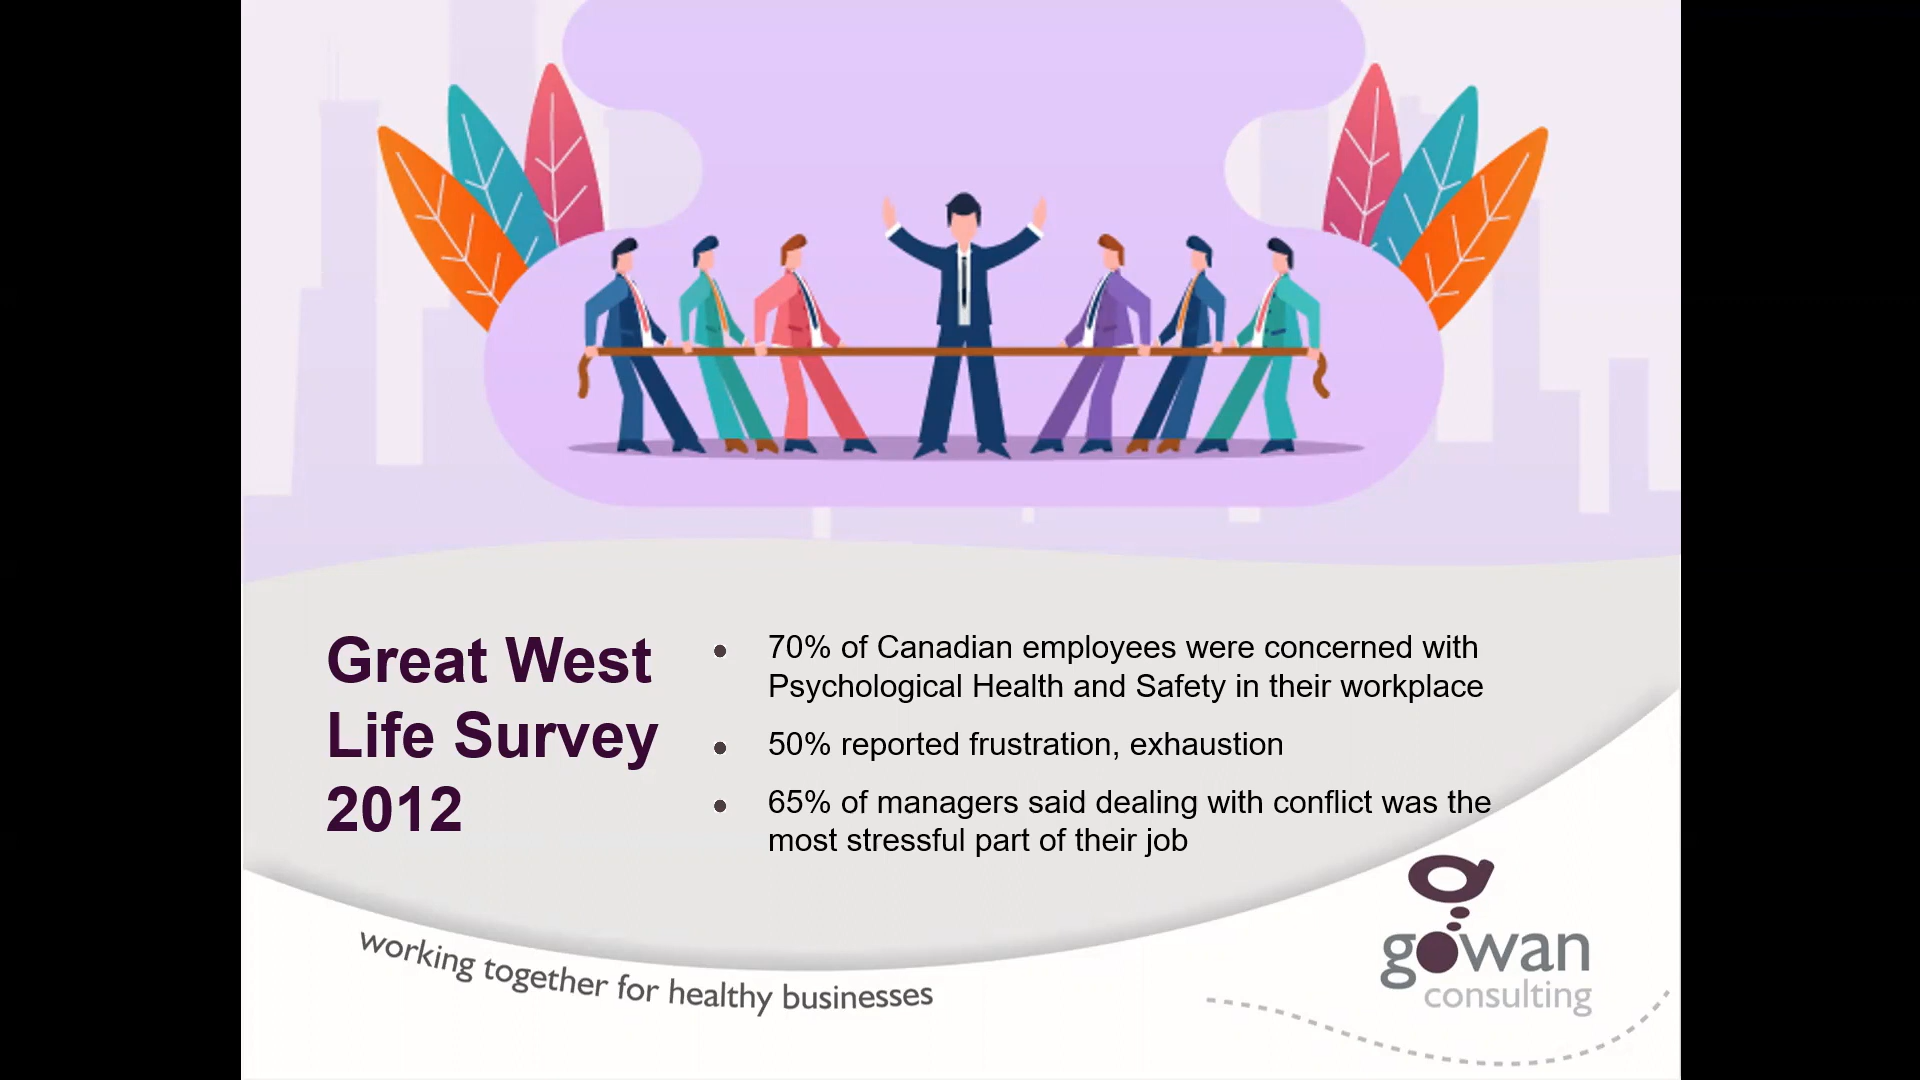 Great West
Life Survey
2012
• 70% of Canadian employees were concerned with
Psychological Health and Safety in their workplace
• 50% reported frustration, exhaustion
• 65% of managers said dealing with conflict was the
most stressful part of their job
working together for healthy businesses
gowan
consulting